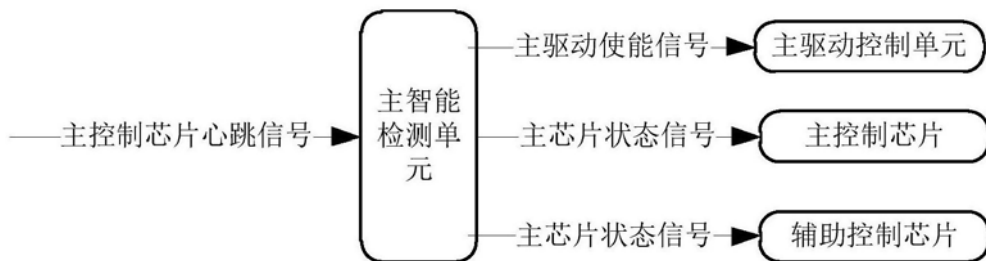 主驱动使能信号
主驱动控制单元
主控制芯片心跳信号
主智能
检测单
元
主芯片状态信号
主控制芯片
主芯片状态信号
辅助控制芯片